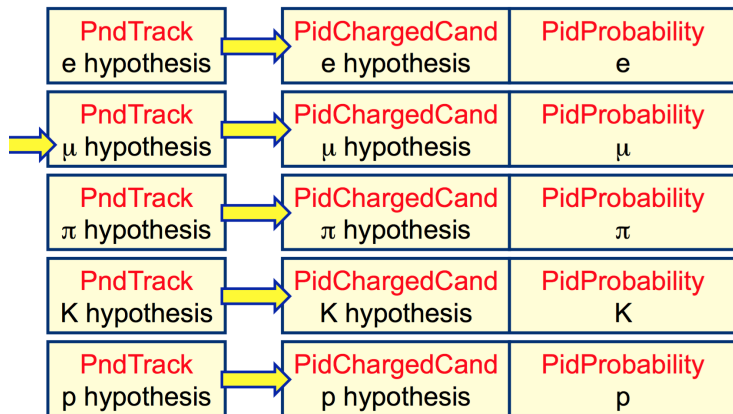 PndTrack
e hypothesis
PidChargedCand
e hypothesis
PidProbability
e
PndTrack
μ hypothesis
PidChargedCand
μ hypothesis
PidProbability
μ
PndTrack
π hypothesis
PidChargedCand
π hypothesis
PidProbability
π
PndTrack
K hypothesis
PidChargedCand
K hypothesis
PidProbability
K
PndTrack
p hypothesis
PidChargedCand
p hypothesis
PidProbability
p